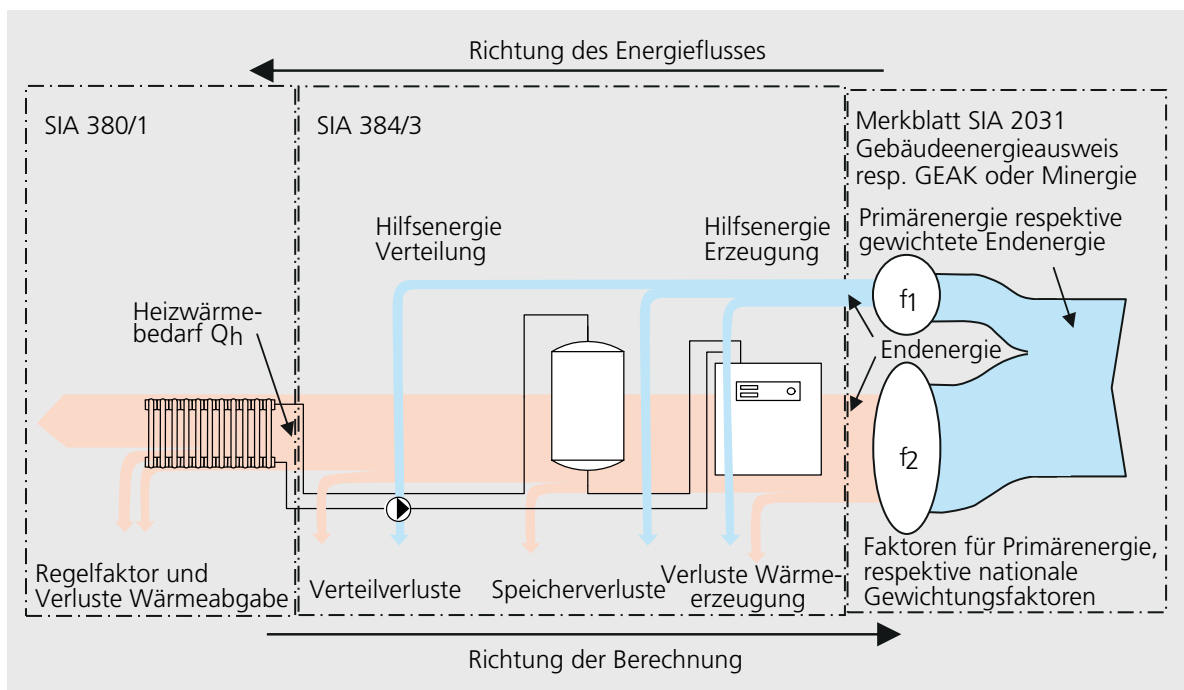 Richtung des Energieflusses
SIA 380/1
SIA 384/3
Merkblatt SIA 2031
Gebäudeenergieausweis
resp. GEAK oder Minergie
Hilfsenergie
Verteilung
Hilfsenergie
Erzeugung
Primärenergie respektive
gewichtete Endenergie
f1
Heizwärme-
bedarf Qh
Endenergie
f2
Regelfaktor und
Verluste Wärmeabgabe
Verteilverluste
Speicherverluste
Verluste Wärme-
erzeugung
Faktoren für Primärenergie,
respektive nationale
Gewichtungsfaktoren
Richtung der Berechnung